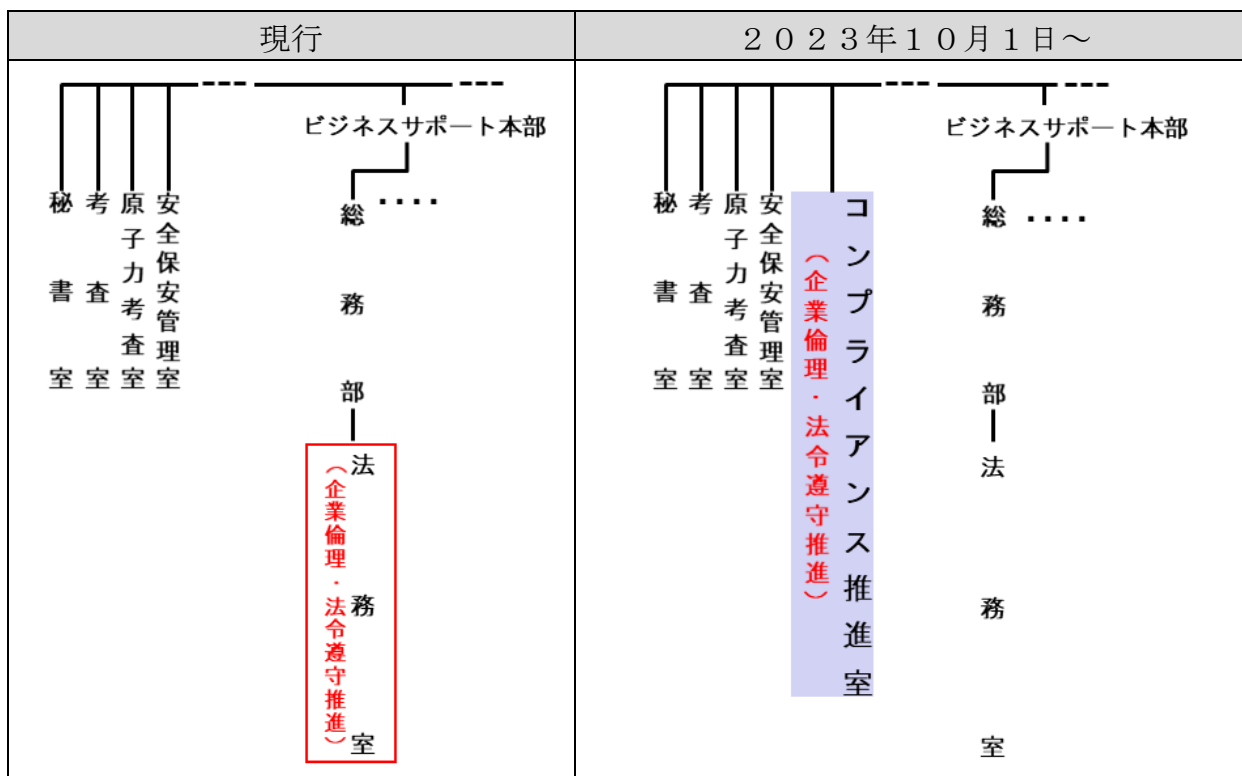 現行
ビジネスサポート本部
秘書室
考査室
原子力考査室
安全保安管理室
総務部
・・・・
法務室
（企業倫理・法令遵守推進）
２０２３年１０月１日～
ビジネスサポート本部
秘書室
考査室
原子力考査室
安全保安管理室
コンプライアンス推進室
（企業倫理・法令遵守推進）
総務部
・・・・
法務室